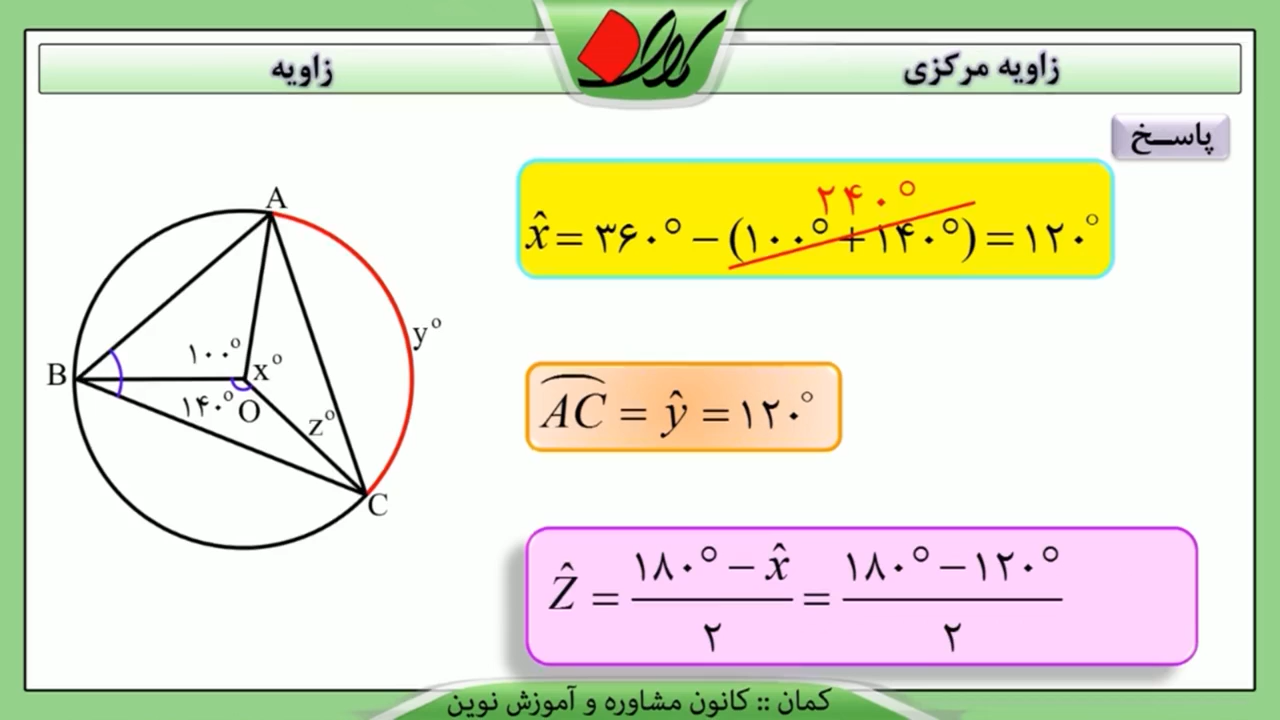 زاویه مرکزی
زاویه
پاسـخ
۲۴۰°
x̂ = ۳۶۰° − (۱۰۰° + ۱۴۰°) = ۱۲۰°
A
B
C
O
۱۰۰°
۱۴۰°
x°
y°
z°
AC = ŷ = ۱۲۰°
Ẑ = (۱۸۰° − x̂)/۲ = (۱۸۰° − ۱۲۰°)/۲
کمان :: کانون مشاوره و آموزش نوین